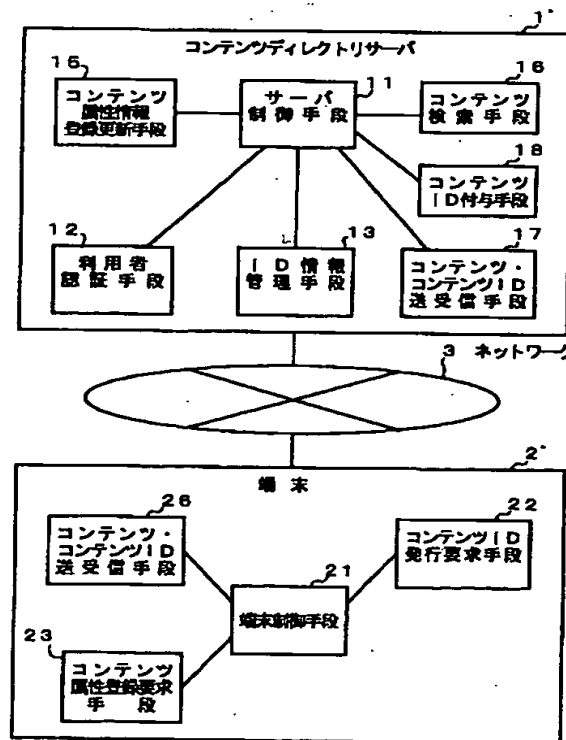 1'
コンテンツディレクトリサーバ
15
コンテンツ
属性情報
登録更新手段
11
サーバ
制御手段
16
コンテンツ
検索手段
18
コンテンツ
ID付与手段
12
利用者
認証手段
13
ID情報
管理手段
17
コンテンツ・
コンテンツID
送受信手段
3 ネットワーク
2'
端末
26
コンテンツ・
コンテンツID
送受信手段
22
コンテンツID
発行要求手段
21
端末制御手段
23
コンテンツ
属性登録要求
手段